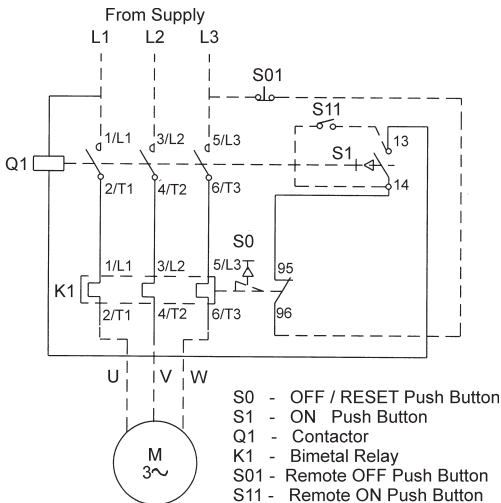 From Supply
L1 L2 L3
S01
S11
1/L1 3/L2 5/L3 13
Q1 S1
2/T1 4/T2 6/T3 14
S0
1/L1 3/L2 5/L3 95
K1
2/T1 4/T2 6/T3 96
U V W
S0 - OFF / RESET Push Button
S1 - ON Push Button
M Q1 - Contactor
3~ K1 - Bimetal Relay
S01 - Remote OFF Push Button
S11 - Remote ON Push Button